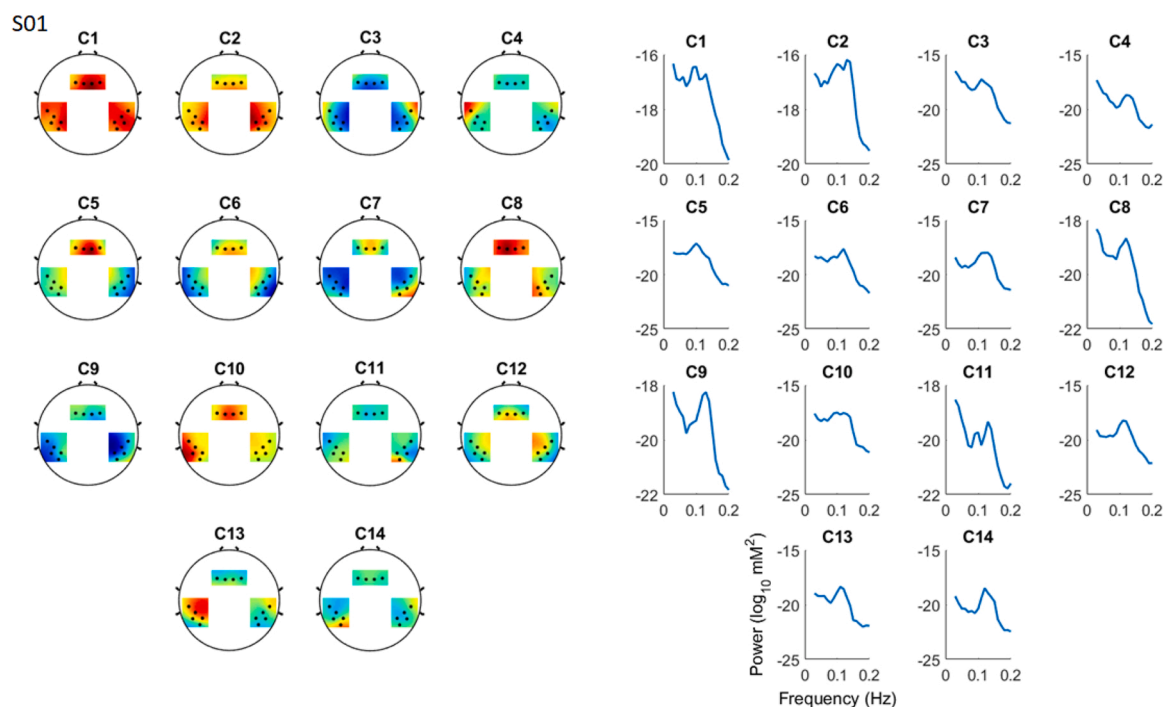 S01
C1 C2 C3 C4
C5 C6 C7 C8
C9 C10 C11 C12
C13 C14
C1 C2 C3 C4
-16 -16 -15 -15
-18 -18 -20 -20
-20 -20 -25 -25
0 0.1 0.2 0 0.1 0.2 0 0.1 0.2 0 0.1 0.2
C5 C6 C7 C8
-15 -15 -15 -18
-20 -20 -20 -20
-25 -25 -25 -22
0 0.1 0.2 0 0.1 0.2 0 0.1 0.2 0 0.1 0.2
C9 C10 C11 C12
-18 -15 -18 -15
-20 -20 -20 -20
-22 -25 -22 -25
0 0.1 0.2 0 0.1 0.2 0 0.1 0.2 0 0.1 0.2
C13 C14
-15 -15
-20 -20
-25 -25
0 0.1 0.2 0 0.1 0.2
Power (log10 mM²)
Frequency (Hz)